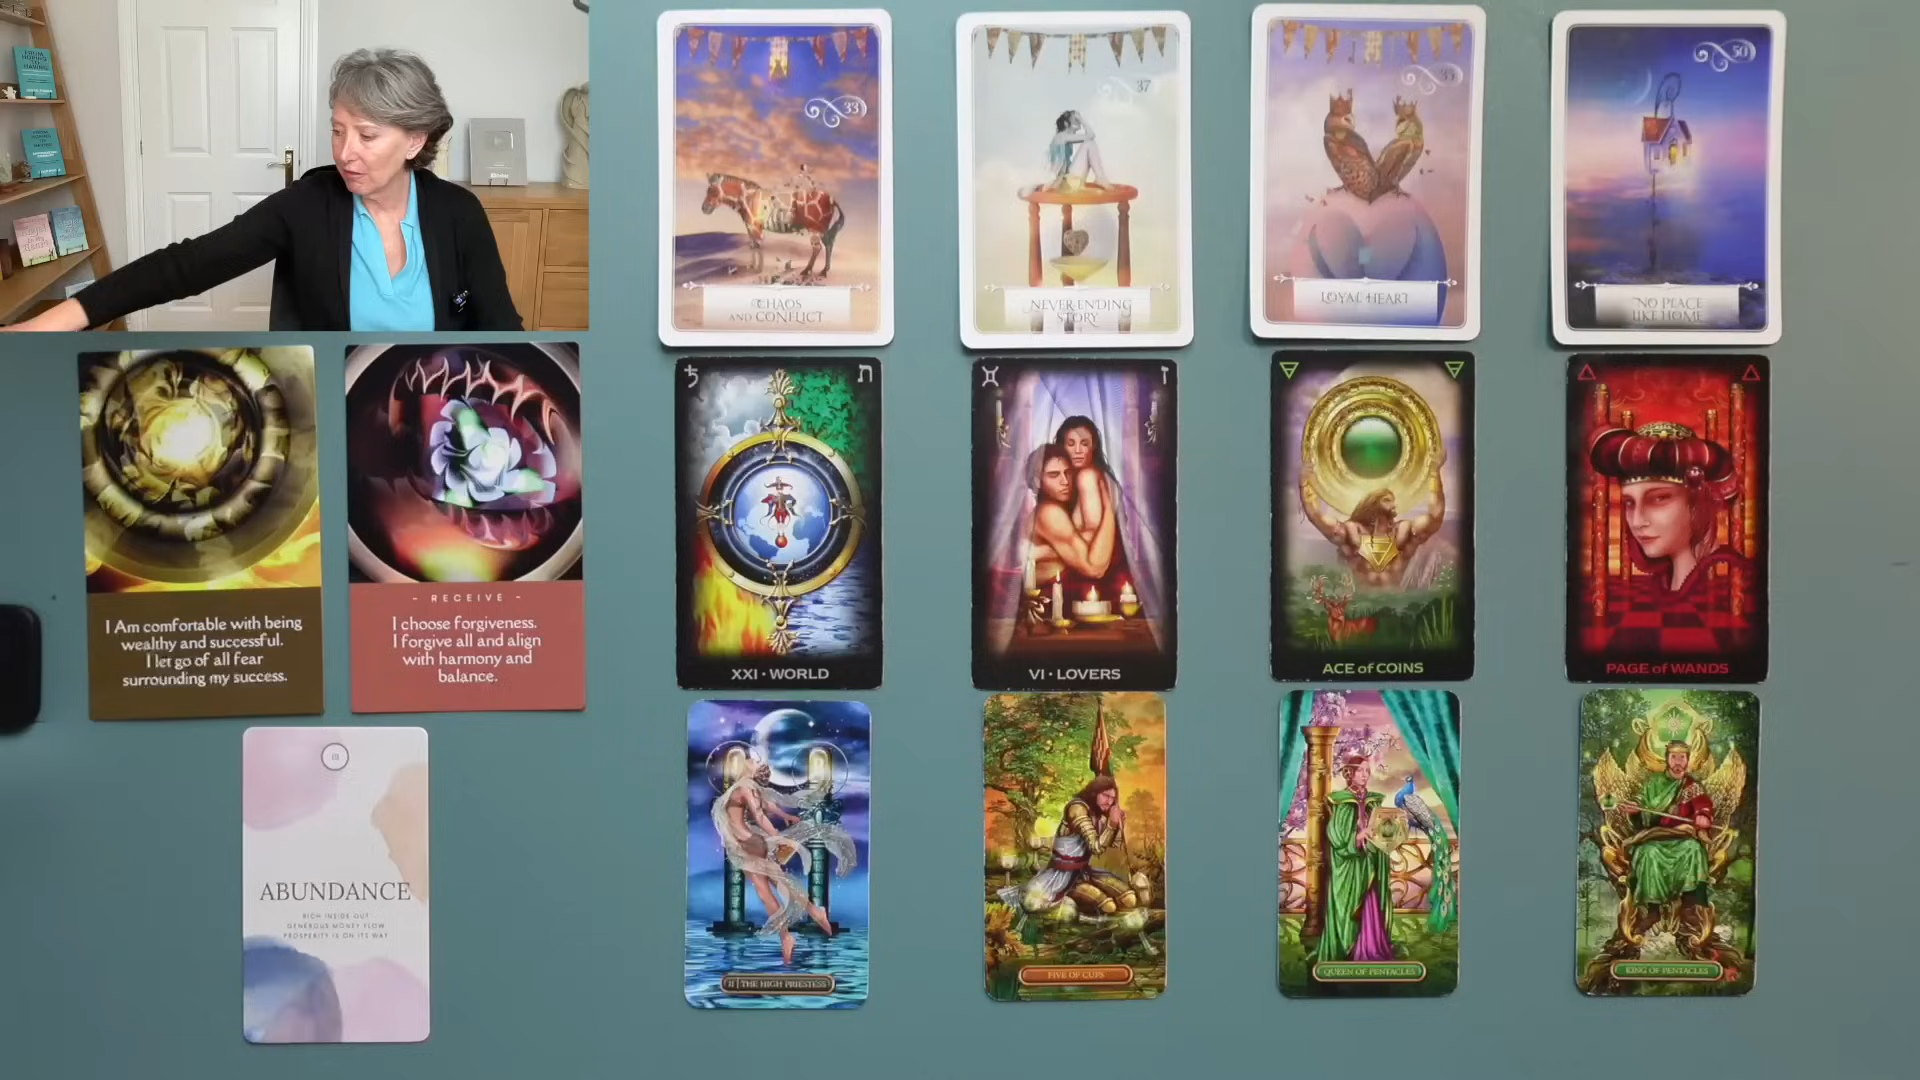 33
CHAOS
AND CONFLICT
37
NEVER-ENDING
STORY
35
LOYAL HEART
50
NO PEACE
LIKE HOME
I Am comfortable with being
wealthy and successful.
I let go of all fear
surrounding my success.
- RECEIVE -
I choose forgiveness.
I forgive all and align
with harmony and
balance.
♄
ת
XXI • WORLD
♊
ז
VI • LOVERS
ACE of COINS
PAGE of WANDS
ABUNDANCE
RICH INSIDE OUT
GENEROUS MONEY FLOW
PROSPERITY IS ON ITS WAY
II | THE HIGH PRIESTESS
FIVE OF CUPS
QUEEN OF PENTACLES
KING OF PENTACLES